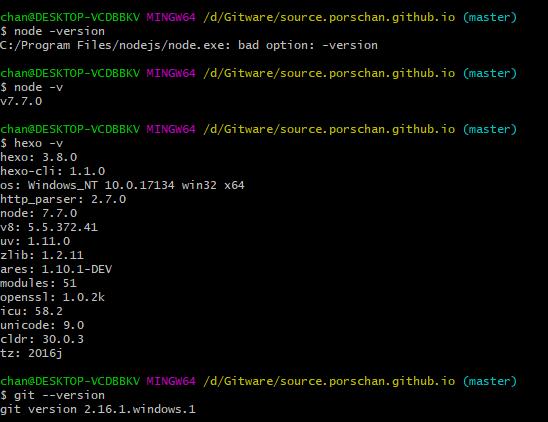 chan@DESKTOP-VCDBBKV MINGW64 /d/Gitware/source.porschan.github.io (master)
$ node -version
C:/Program Files/nodejs/node.exe: bad option: -version
chan@DESKTOP-VCDBBKV MINGW64 /d/Gitware/source.porschan.github.io (master)
$ node -v
v7.7.0
chan@DESKTOP-VCDBBKV MINGW64 /d/Gitware/source.porschan.github.io (master)
$ hexo -v
hexo: 3.8.0
hexo-cli: 1.1.0
os: Windows_NT 10.0.17134 win32 x64
http_parser: 2.7.0
node: 7.7.0
v8: 5.5.372.41
uv: 1.11.0
zlib: 1.2.11
ares: 1.10.1-DEV
modules: 51
openssl: 1.0.2k
icu: 58.2
unicode: 9.0
cldr: 30.0.3
tz: 2016j
chan@DESKTOP-VCDBBKV MINGW64 /d/Gitware/source.porschan.github.io (master)
$ git --version
git version 2.16.1.windows.1